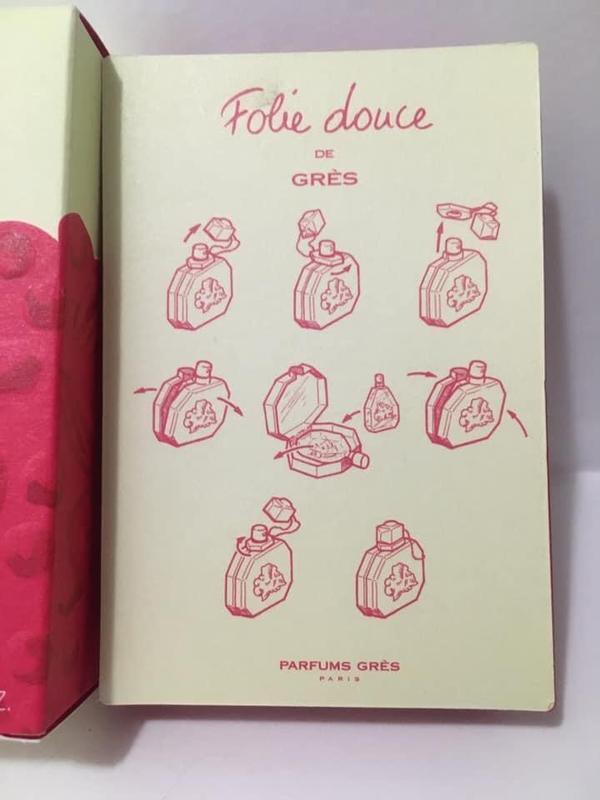 Folie douce
DE
GRÈS
PARFUMS GRÈS
PARIS
Z.